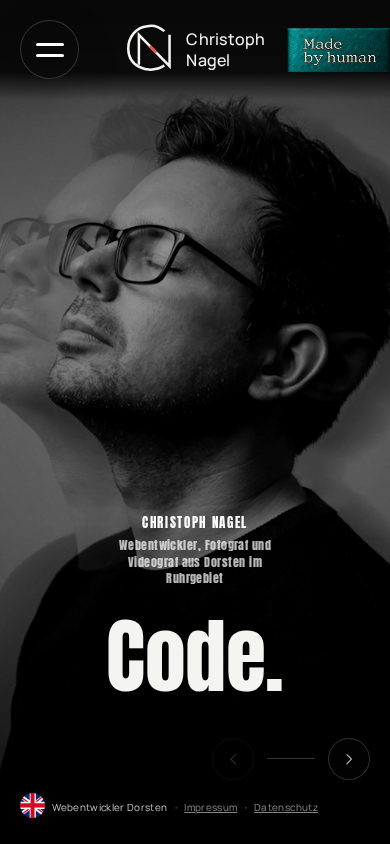 Christoph
Nagel
Made
by human
CHRISTOPH NAGEL
Webentwickler, Fotograf und
Videograf aus Dorsten im
Ruhrgebiet
Code.
Webentwickler Dorsten · Impressum · Datenschutz